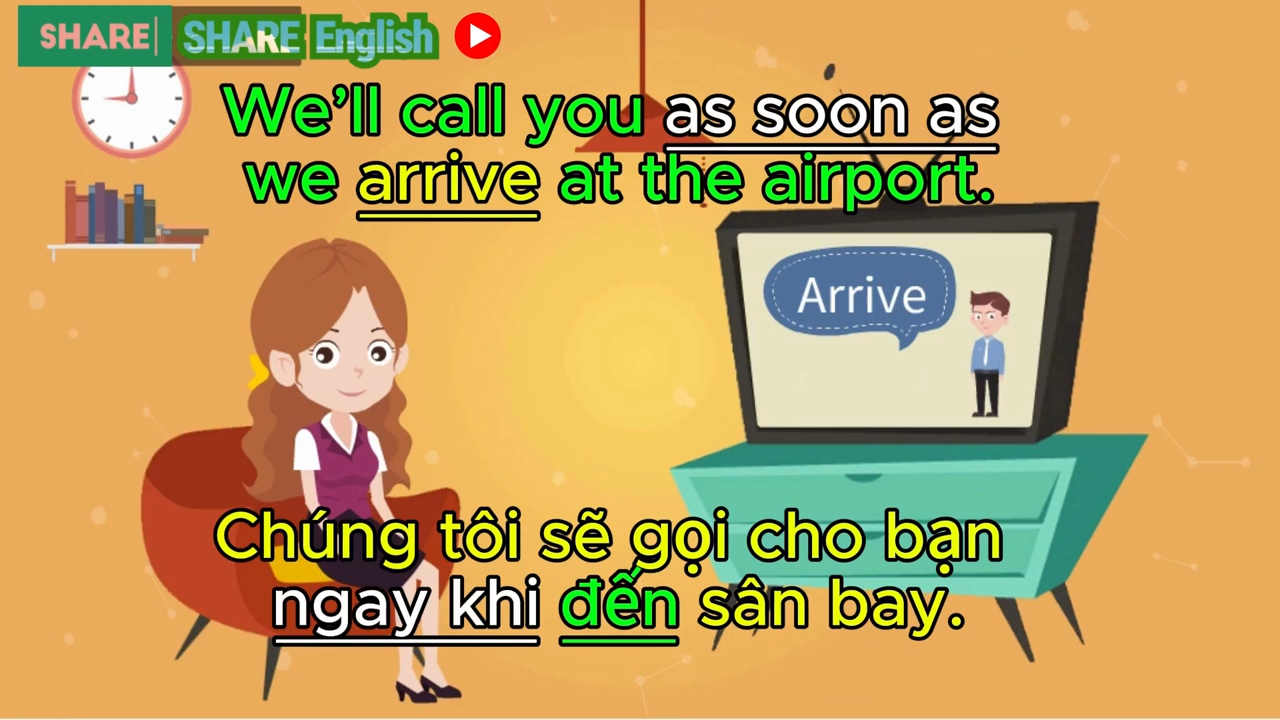 SHARE SHARE English
We'll call you as soon as
we arrive at the airport.
Arrive
Chúng tôi sẽ gọi cho bạn
ngay khi đến sân bay.